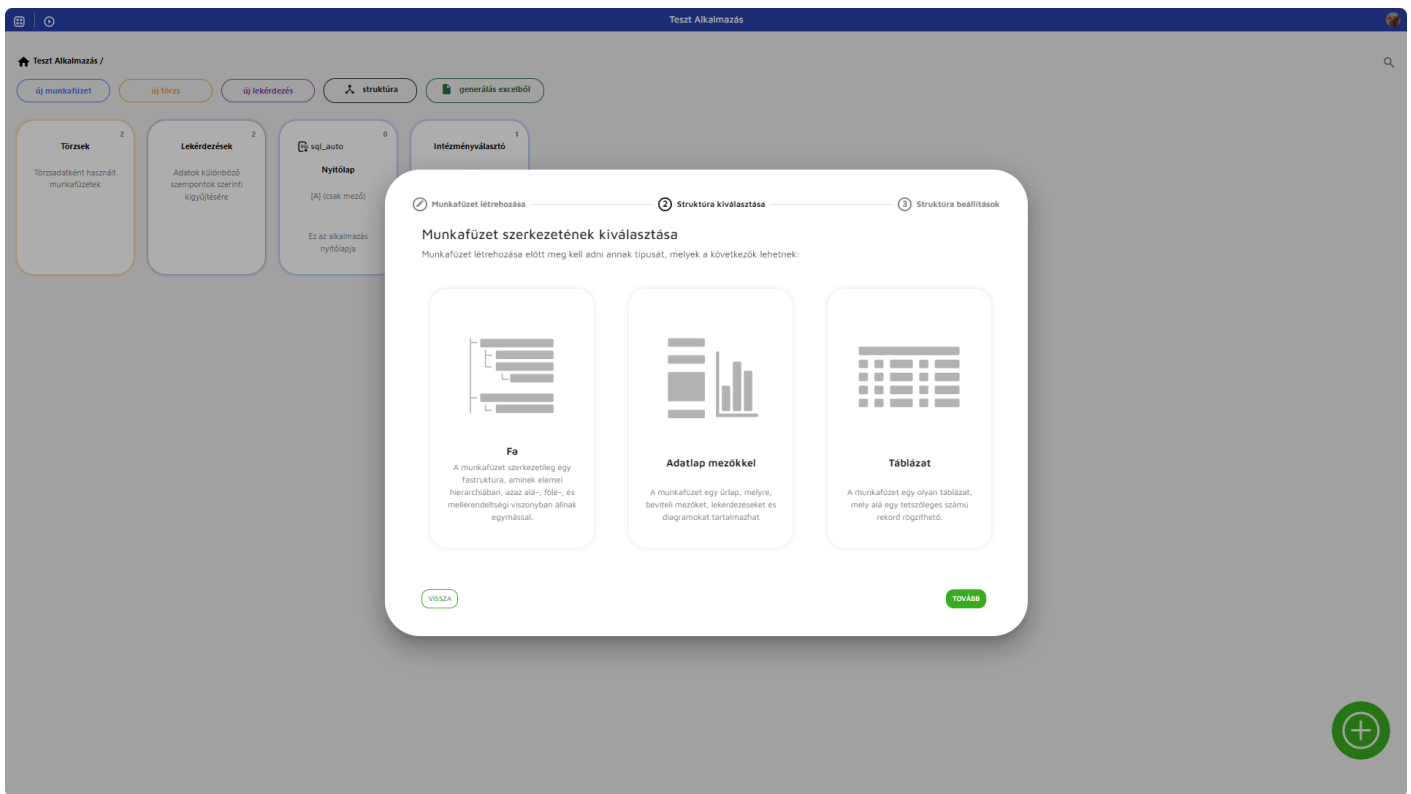 Teszt Alkalmazás
Teszt Alkalmazás /
új munkafüzet
új törzs
új lekérdezés
struktúra
generálás excelből
2
Törzsek
Törzsadatként használt
munkafüzetek
2
Lekérdezések
Adatok különböző
szempontok szerinti
kigyűjtésére
0
sql_auto
Nyitólap
[A] (csak mező)
Ez az alkalmazás
nyitólapja
1
Intézményválasztó
Munkafüzet létrehozása
2 Struktúra kiválasztása
3 Struktúra beállítások
Munkafüzet szerkezetének kiválasztása
Munkafüzet létrehozása előtt meg kell adni annak típusát, melyek a következők lehetnek:
Fa
A munkafüzet szerkezetileg egy
fastruktúra, aminek elemei
hierarchiában, azaz alá-, fölé-, és
mellérendeltségi viszonyban állnak
egymással.
Adatlap mezőkkel
A munkafüzet egy űrlap, melyre,
beviteli mezőket, lekérdezéseket és
diagramokat tartalmazhat
Táblázat
A munkafüzet egy olyan táblázat,
mely alá egy tetszőleges számú
rekord rögzíthető.
VISSZA
TOVÁBB